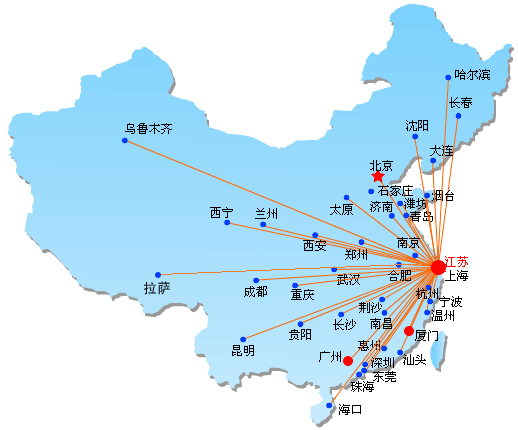 哈尔滨
长春
乌鲁木齐
沈阳
大连
北京
石家庄
烟台
潍坊
济南
太原
青岛
西宁
兰州
西安
郑州
南京
江苏
上海
合肥
武汉
拉萨
成都
重庆
杭州
宁波
荆沙
温州
长沙
南昌
贵阳
厦门
昆明
惠州
广州
汕头
深圳
东莞
珠海
海口